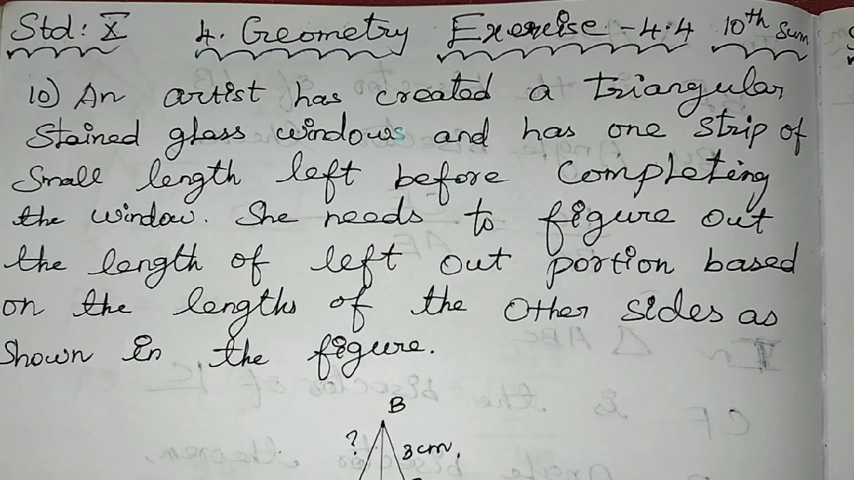 Std: X 4. Geometry Exercise - 4.4 10th Sum
10) An artist has created a triangular
Stained glass windows and has one strip of
Small length left before completing
the window. She needs to figure out
the length of left out portion based
on the lengths of the other sides as
Shown in the figure.
B
? 3cm,